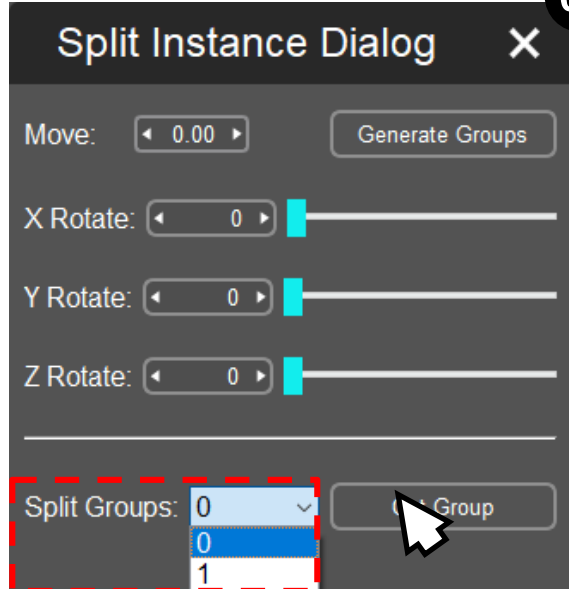 Split Instance Dialog
Move: 0.00 Generate Groups
X Rotate: 0
Y Rotate: 0
Z Rotate: 0
Split Groups: 0 Group
0
1